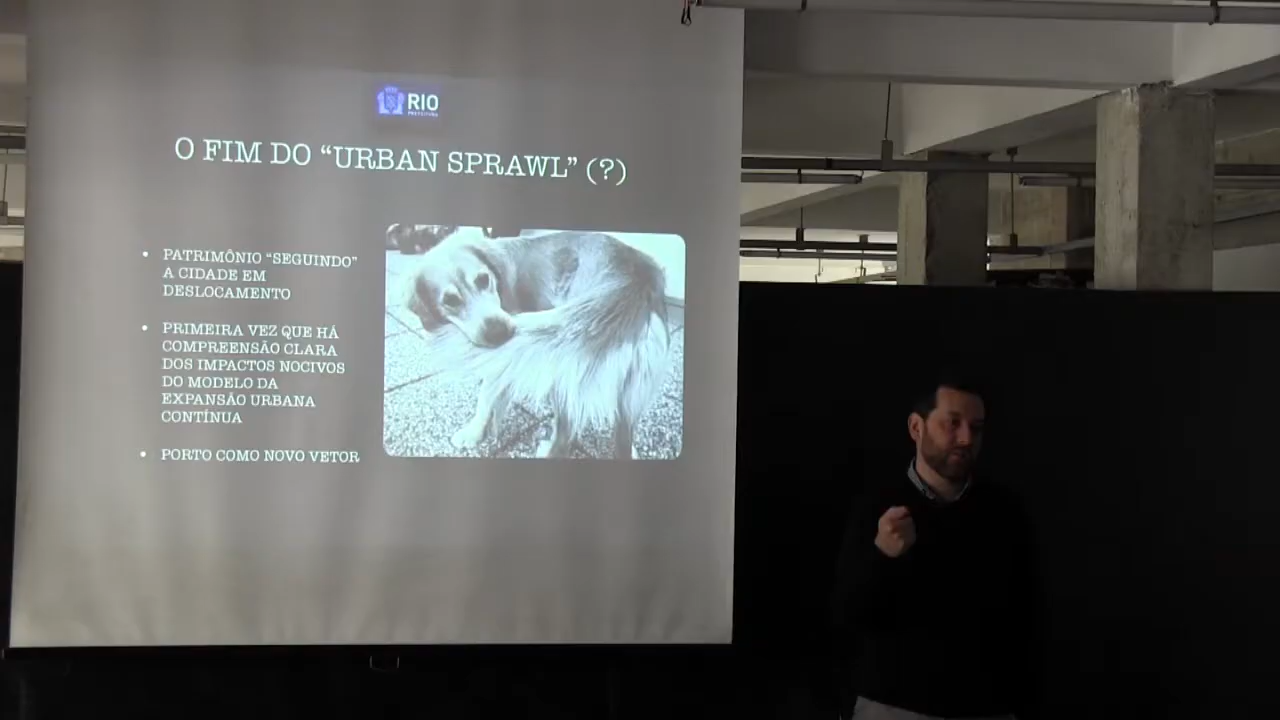 RIO
PREFEITURA
O FIM DO “URBAN SPRAWL” (?)
• PATRIMÔNIO “SEGUINDO”
A CIDADE EM
DESLOCAMENTO
• PRIMEIRA VEZ QUE HÁ
COMPREENSÃO CLARA
DOS IMPACTOS NOCIVOS
DO MODELO DA
EXPANSÃO URBANA
CONTÍNUA
• PORTO COMO NOVO VETOR